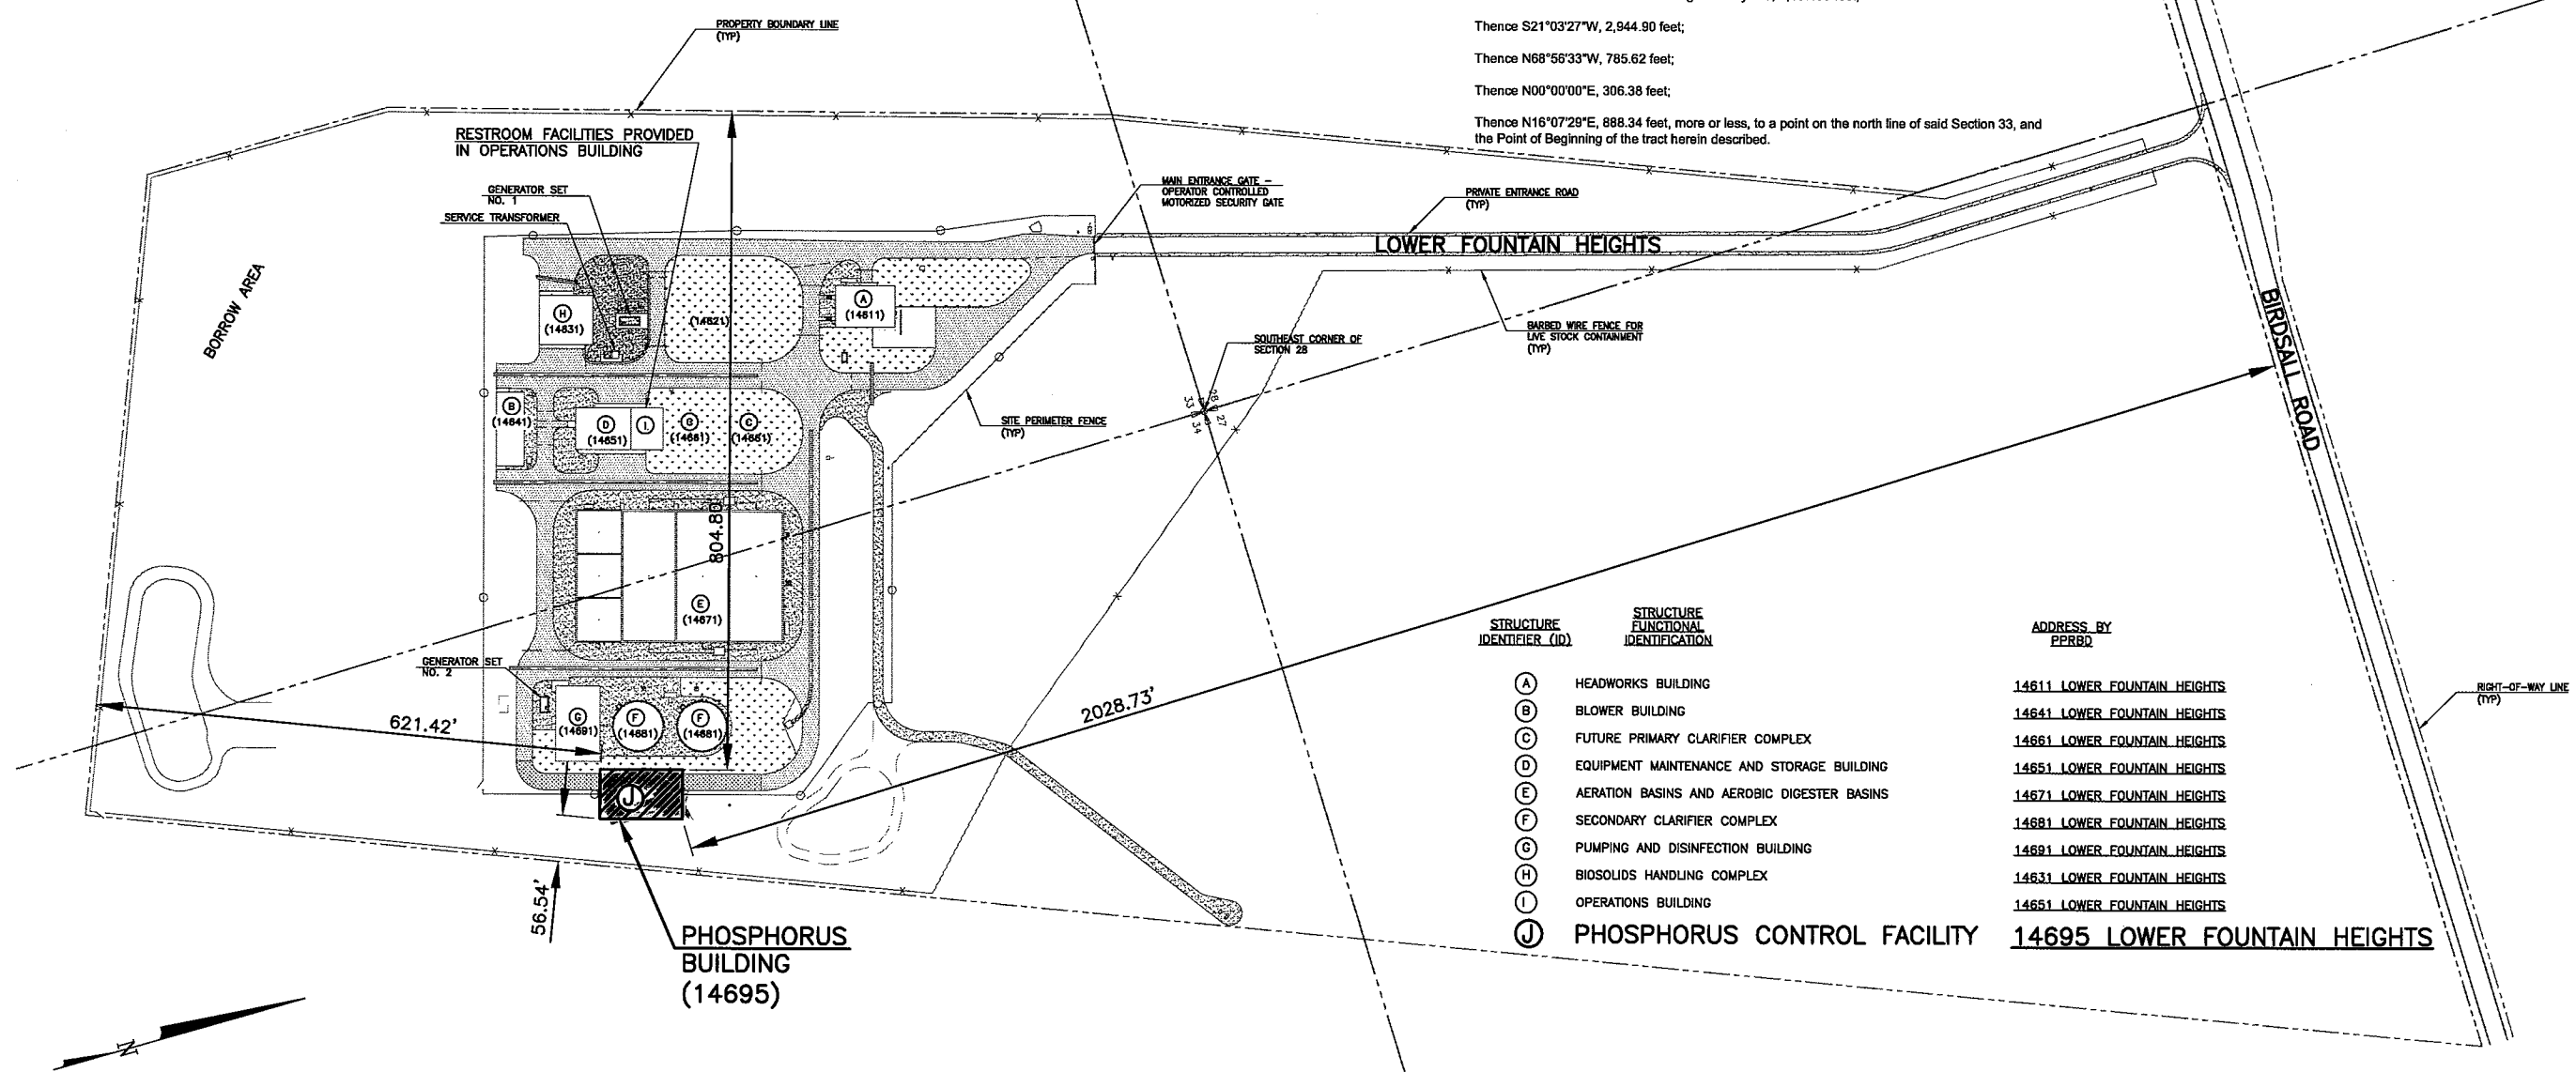 Thence S21°03'27"W, 2,944.90 feet;
Thence N68°56'33"W, 785.62 feet;
Thence N00°00'00"E, 306.38 feet;
Thence N16°07'29"E, 888.34 feet, more or less, to a point on the north line of said Section 33, and
the Point of Beginning of the tract herein described.
PROPERTY BOUNDARY LINE
(TYP)
RESTROOM FACILITIES PROVIDED
IN OPERATIONS BUILDING
GENERATOR SET
NO. 1
SERVICE TRANSFORMER
MAIN ENTRANCE GATE –
OPERATOR CONTROLLED
MOTORIZED SECURITY GATE
PRIVATE ENTRANCE ROAD
(TYP)
LOWER FOUNTAIN HEIGHTS
BORROW AREA
H
(14631)
(14621)
A
(14611)
SOUTHEAST CORNER OF
SECTION 28
BARBED WIRE FENCE FOR
LIVE STOCK CONTAINMENT
(TYP)
BIRDSALL ROAD
28 27
33 34
B
(14641)
D
(14651)
I
G
(14661)
C
(14661)
SITE PERIMETER FENCE
(TYP)
804.80'
E
(14671)
GENERATOR SET
NO. 2
621.42'
G
(14691)
F
(14681)
F
(14681)
2028.73'
J
56.54'
PHOSPHORUS
BUILDING
(14695)
N
STRUCTURE
IDENTIFIER (ID)
STRUCTURE
FUNCTIONAL
IDENTIFICATION
ADDRESS BY
PPRBD
A HEADWORKS BUILDING 14611 LOWER FOUNTAIN HEIGHTS
B BLOWER BUILDING 14641 LOWER FOUNTAIN HEIGHTS
C FUTURE PRIMARY CLARIFIER COMPLEX 14661 LOWER FOUNTAIN HEIGHTS
D EQUIPMENT MAINTENANCE AND STORAGE BUILDING 14651 LOWER FOUNTAIN HEIGHTS
E AERATION BASINS AND AEROBIC DIGESTER BASINS 14671 LOWER FOUNTAIN HEIGHTS
F SECONDARY CLARIFIER COMPLEX 14681 LOWER FOUNTAIN HEIGHTS
G PUMPING AND DISINFECTION BUILDING 14691 LOWER FOUNTAIN HEIGHTS
H BIOSOLIDS HANDLING COMPLEX 14631 LOWER FOUNTAIN HEIGHTS
I OPERATIONS BUILDING 14651 LOWER FOUNTAIN HEIGHTS
J PHOSPHORUS CONTROL FACILITY 14695 LOWER FOUNTAIN HEIGHTS
RIGHT-OF-WAY LINE
(TYP)